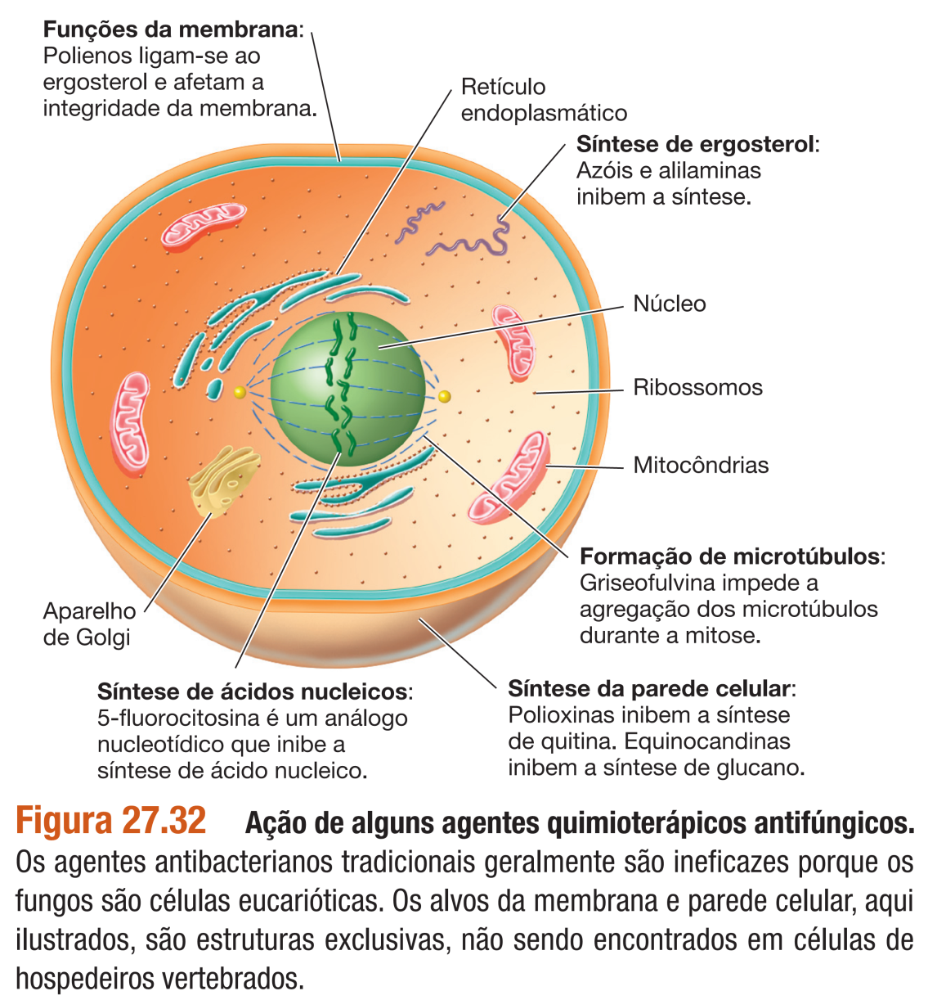 Funções da membrana:
Polienos ligam-se ao
ergosterol e afetam a
integridade da membrana.
Retículo
endoplasmático
Síntese de ergosterol:
Azóis e alilaminas
inibem a síntese.
Núcleo
Ribossomos
Mitocôndrias
Formação de microtúbulos:
Griseofulvina impede a
agregação dos microtúbulos
durante a mitose.
Aparelho
de Golgi
Síntese de ácidos nucleicos:
5-fluorocitosina é um análogo
nucleotídico que inibe a
síntese de ácido nucleico.
Síntese da parede celular:
Polioxinas inibem a síntese
de quitina. Equinocandinas
inibem a síntese de glucano.
Figura 27.32 Ação de alguns agentes quimioterápicos antifúngicos.
Os agentes antibacterianos tradicionais geralmente são ineficazes porque os
fungos são células eucarióticas. Os alvos da membrana e parede celular, aqui
ilustrados, são estruturas exclusivas, não sendo encontrados em células de
hospedeiros vertebrados.